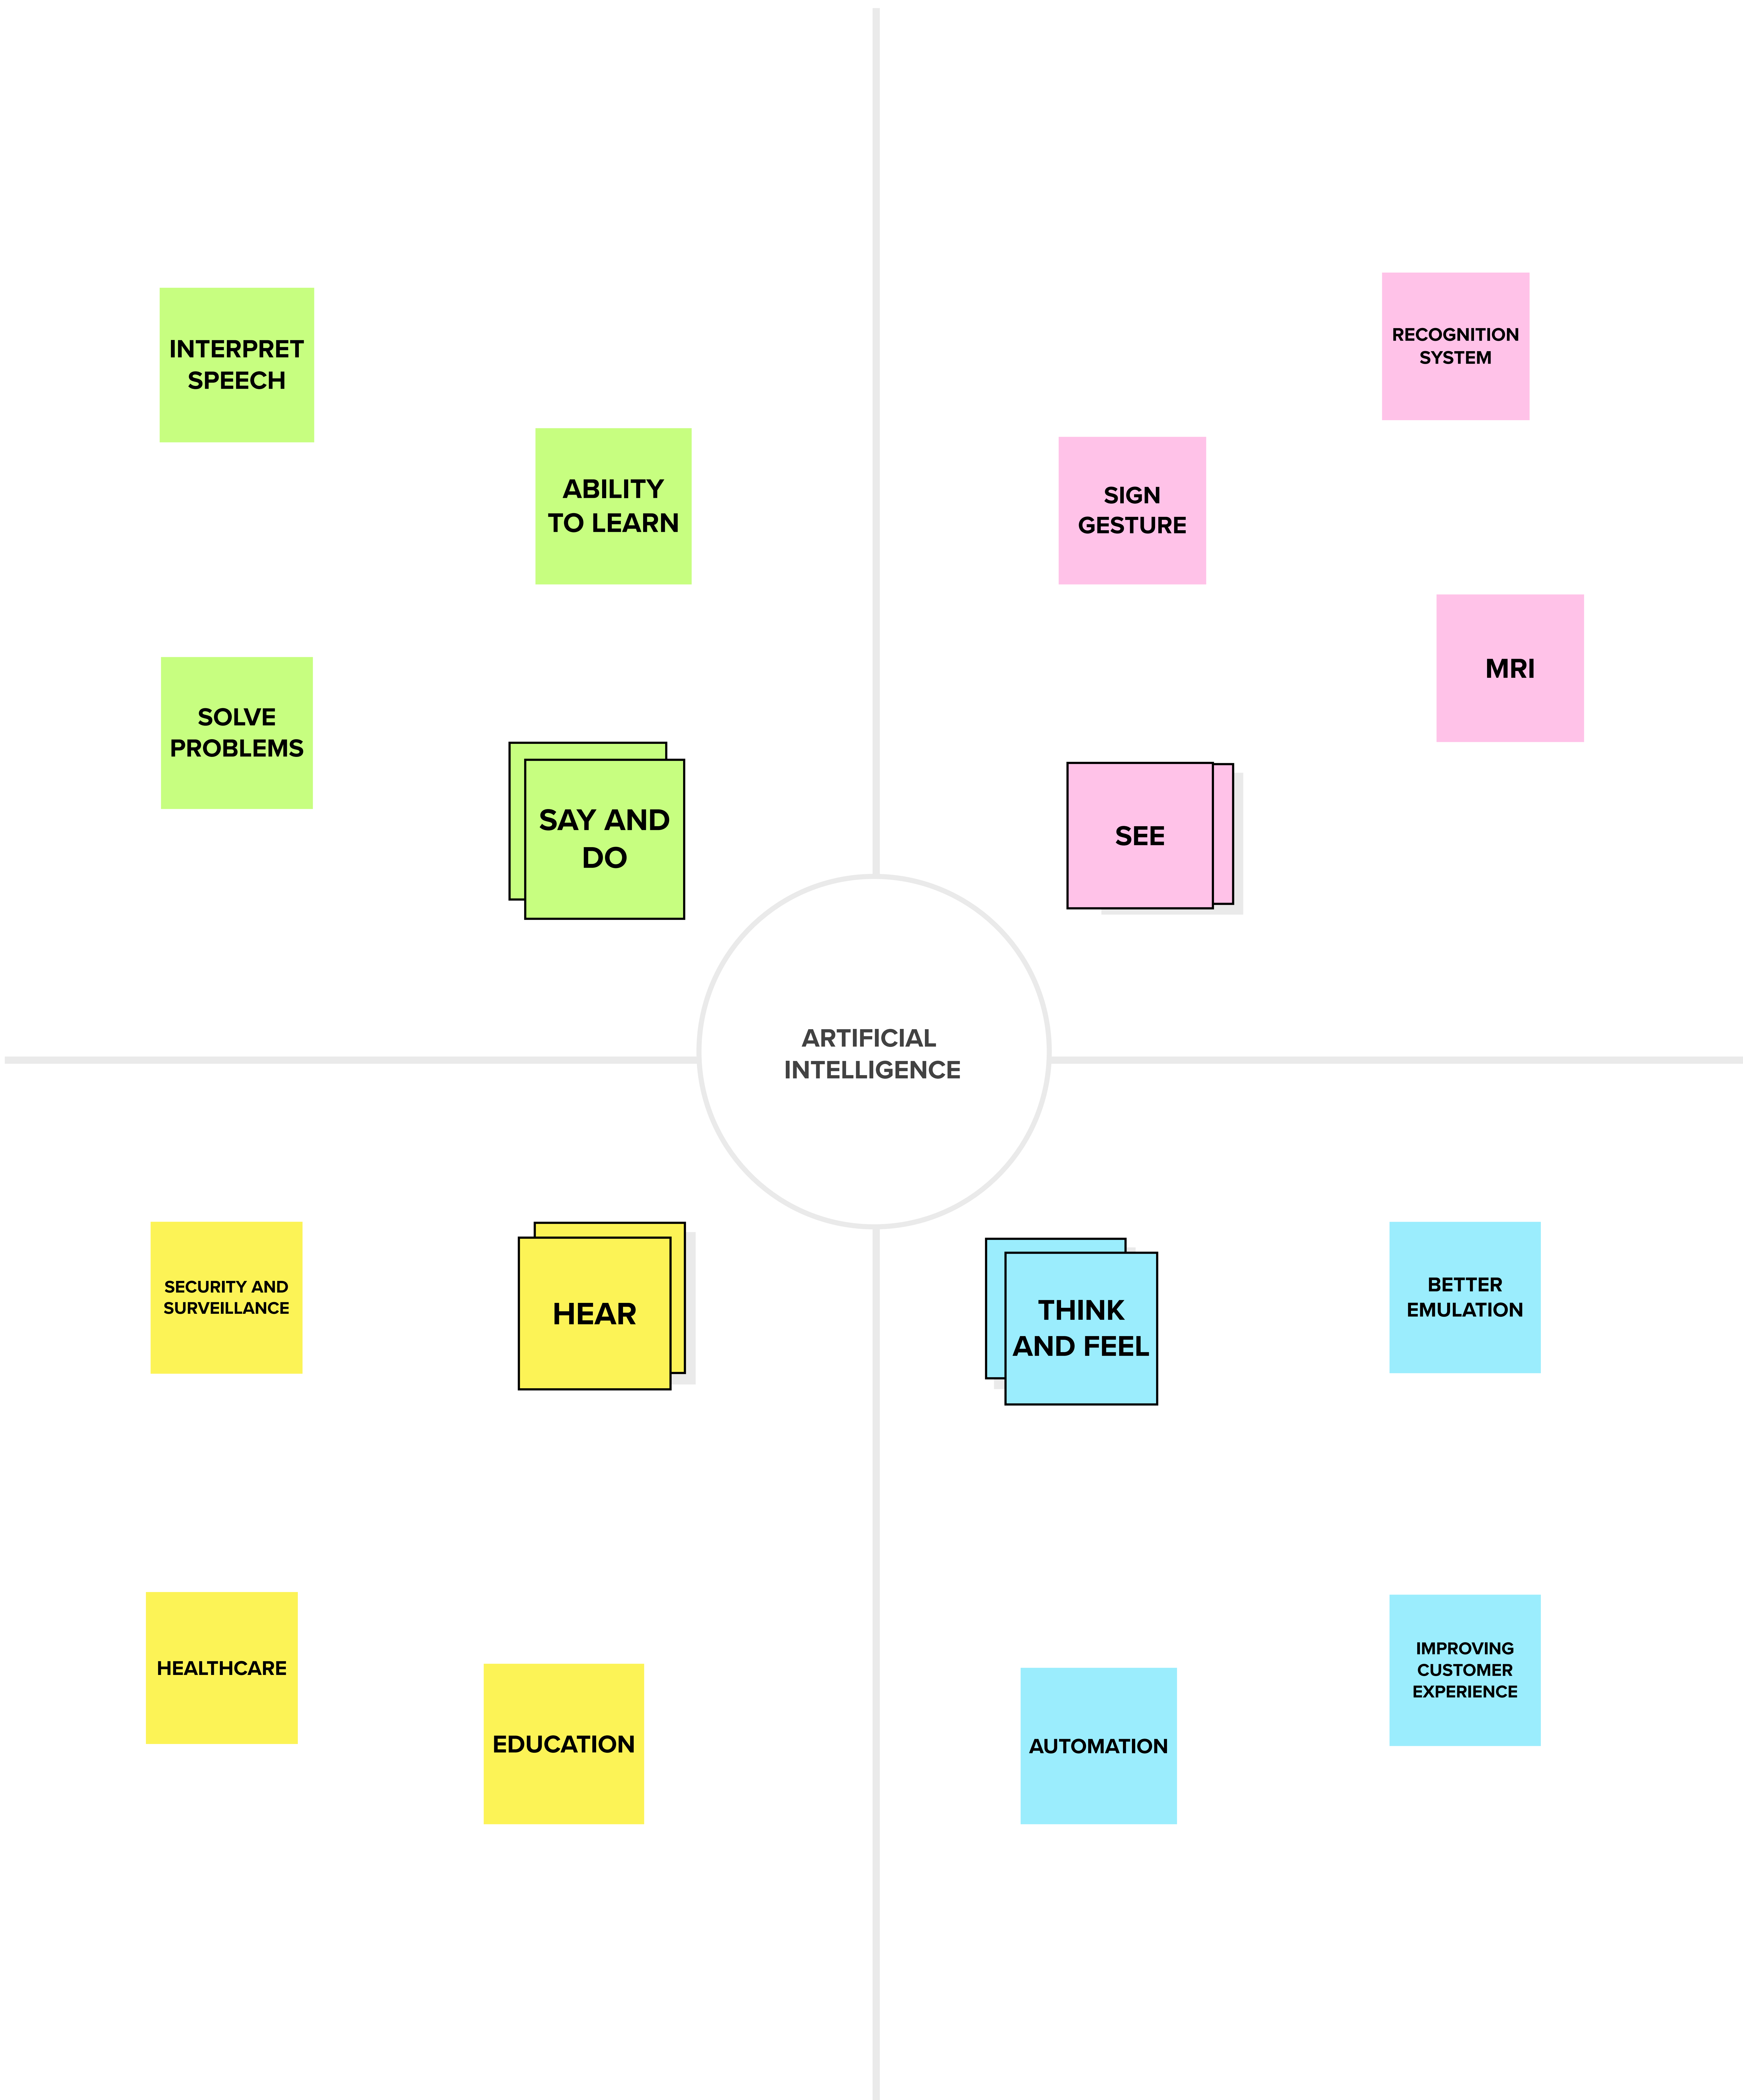 INTERPRET
SPEECH
ABILITY
TO LEARN
SOLVE
PROBLEMS
SAY AND
DO
RECOGNITION
SYSTEM
SIGN
GESTURE
MRI
SEE
ARTIFICIAL
INTELLIGENCE
SECURITY AND
SURVEILLANCE
HEAR
HEALTHCARE
EDUCATION
THINK
AND FEEL
BETTER
EMULATION
IMPROVING
CUSTOMER
EXPERIENCE
AUTOMATION